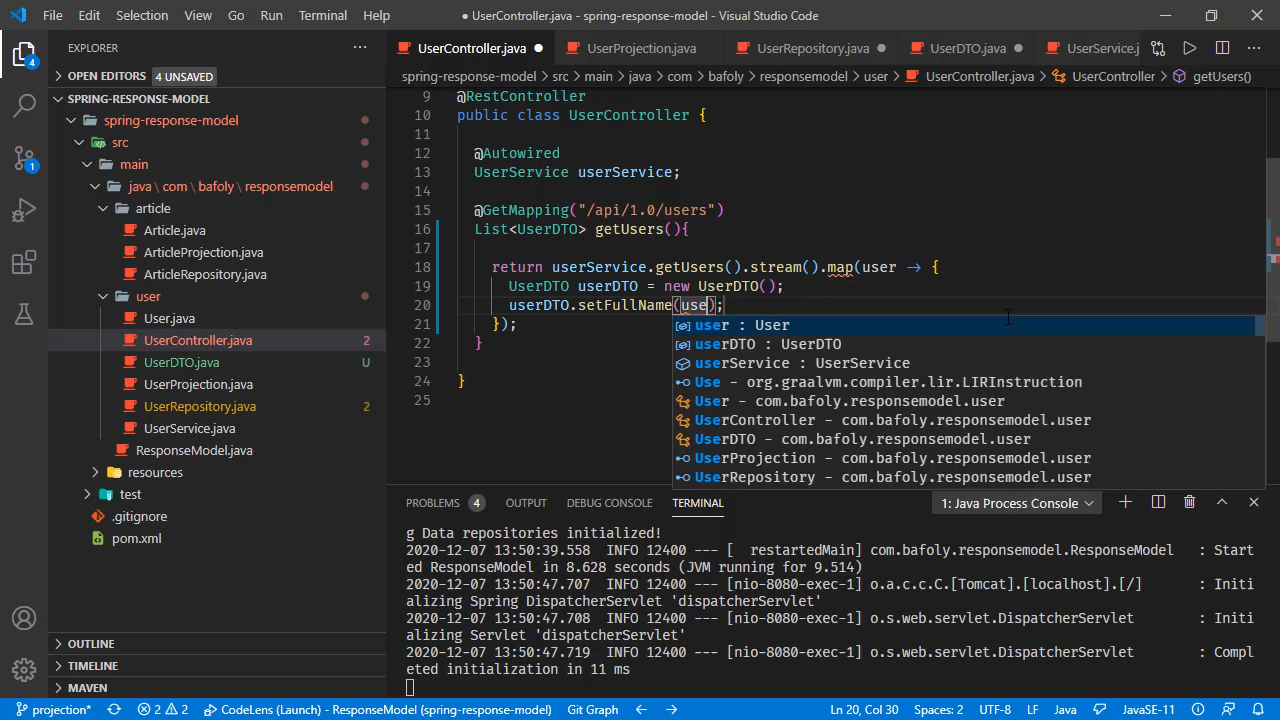 File Edit Selection View Go Run Terminal Help
● UserController.java - spring-response-model - Visual Studio Code
EXPLORER
OPEN EDITORS 4 UNSAVED
SPRING-RESPONSE-MODEL
spring-response-model
src
main
java \ com \ bafoly \ responsemodel
article
Article.java
ArticleProjection.java
ArticleRepository.java
user
User.java
UserController.java 2
UserDTO.java U
UserProjection.java
UserRepository.java 2
UserService.java
ResponseModel.java
resources
test
.gitignore
pom.xml
OUTLINE
TIMELINE
MAVEN
4
1
UserController.java UserProjection.java UserRepository.java UserDTO.java UserService.j
spring-response-model > src > main > java > com > bafoly > responsemodel > user > UserController.java > UserController > getUsers()
9 @RestController
10 public class UserController {
11
12 @Autowired
13 UserService userService;
14
15 @GetMapping("/api/1.0/users")
16 List<UserDTO> getUsers(){
17
18 return userService.getUsers().stream().map(user → {
19 UserDTO userDTO = new UserDTO();
20 userDTO.setFullName(use);
21 });
22 }
23
24 }
25
user : User
userDTO : UserDTO
userService : UserService
Use - org.graalvm.compiler.lir.LIRInstruction
User - com.bafoly.responsemodel.user
UserController - com.bafoly.responsemodel.user
UserDTO - com.bafoly.responsemodel.user
UserProjection - com.bafoly.responsemodel.user
UserRepository - com.bafoly.responsemodel.user
PROBLEMS 4 OUTPUT DEBUG CONSOLE TERMINAL 1: Java Process Console
g Data repositories initialized!
2020-12-07 13:50:39.558 INFO 12400 --- [ restartedMain] com.bafoly.responsemodel.ResponseModel : Start
ed ResponseModel in 8.628 seconds (JVM running for 9.514)
2020-12-07 13:50:47.707 INFO 12400 --- [nio-8080-exec-1] o.a.c.c.C.[Tomcat].[localhost].[/] : Initi
alizing Spring DispatcherServlet 'dispatcherServlet'
2020-12-07 13:50:47.708 INFO 12400 --- [nio-8080-exec-1] o.s.web.servlet.DispatcherServlet : Initi
alizing Servlet 'dispatcherServlet'
2020-12-07 13:50:47.719 INFO 12400 --- [nio-8080-exec-1] o.s.web.servlet.DispatcherServlet : Compl
eted initialization in 11 ms
projection* 2 2 CodeLens (Launch) - ResponseModel (spring-response-model) Git Graph Ln 20, Col 30 Spaces: 2 UTF-8 LF Java JavaSE-11